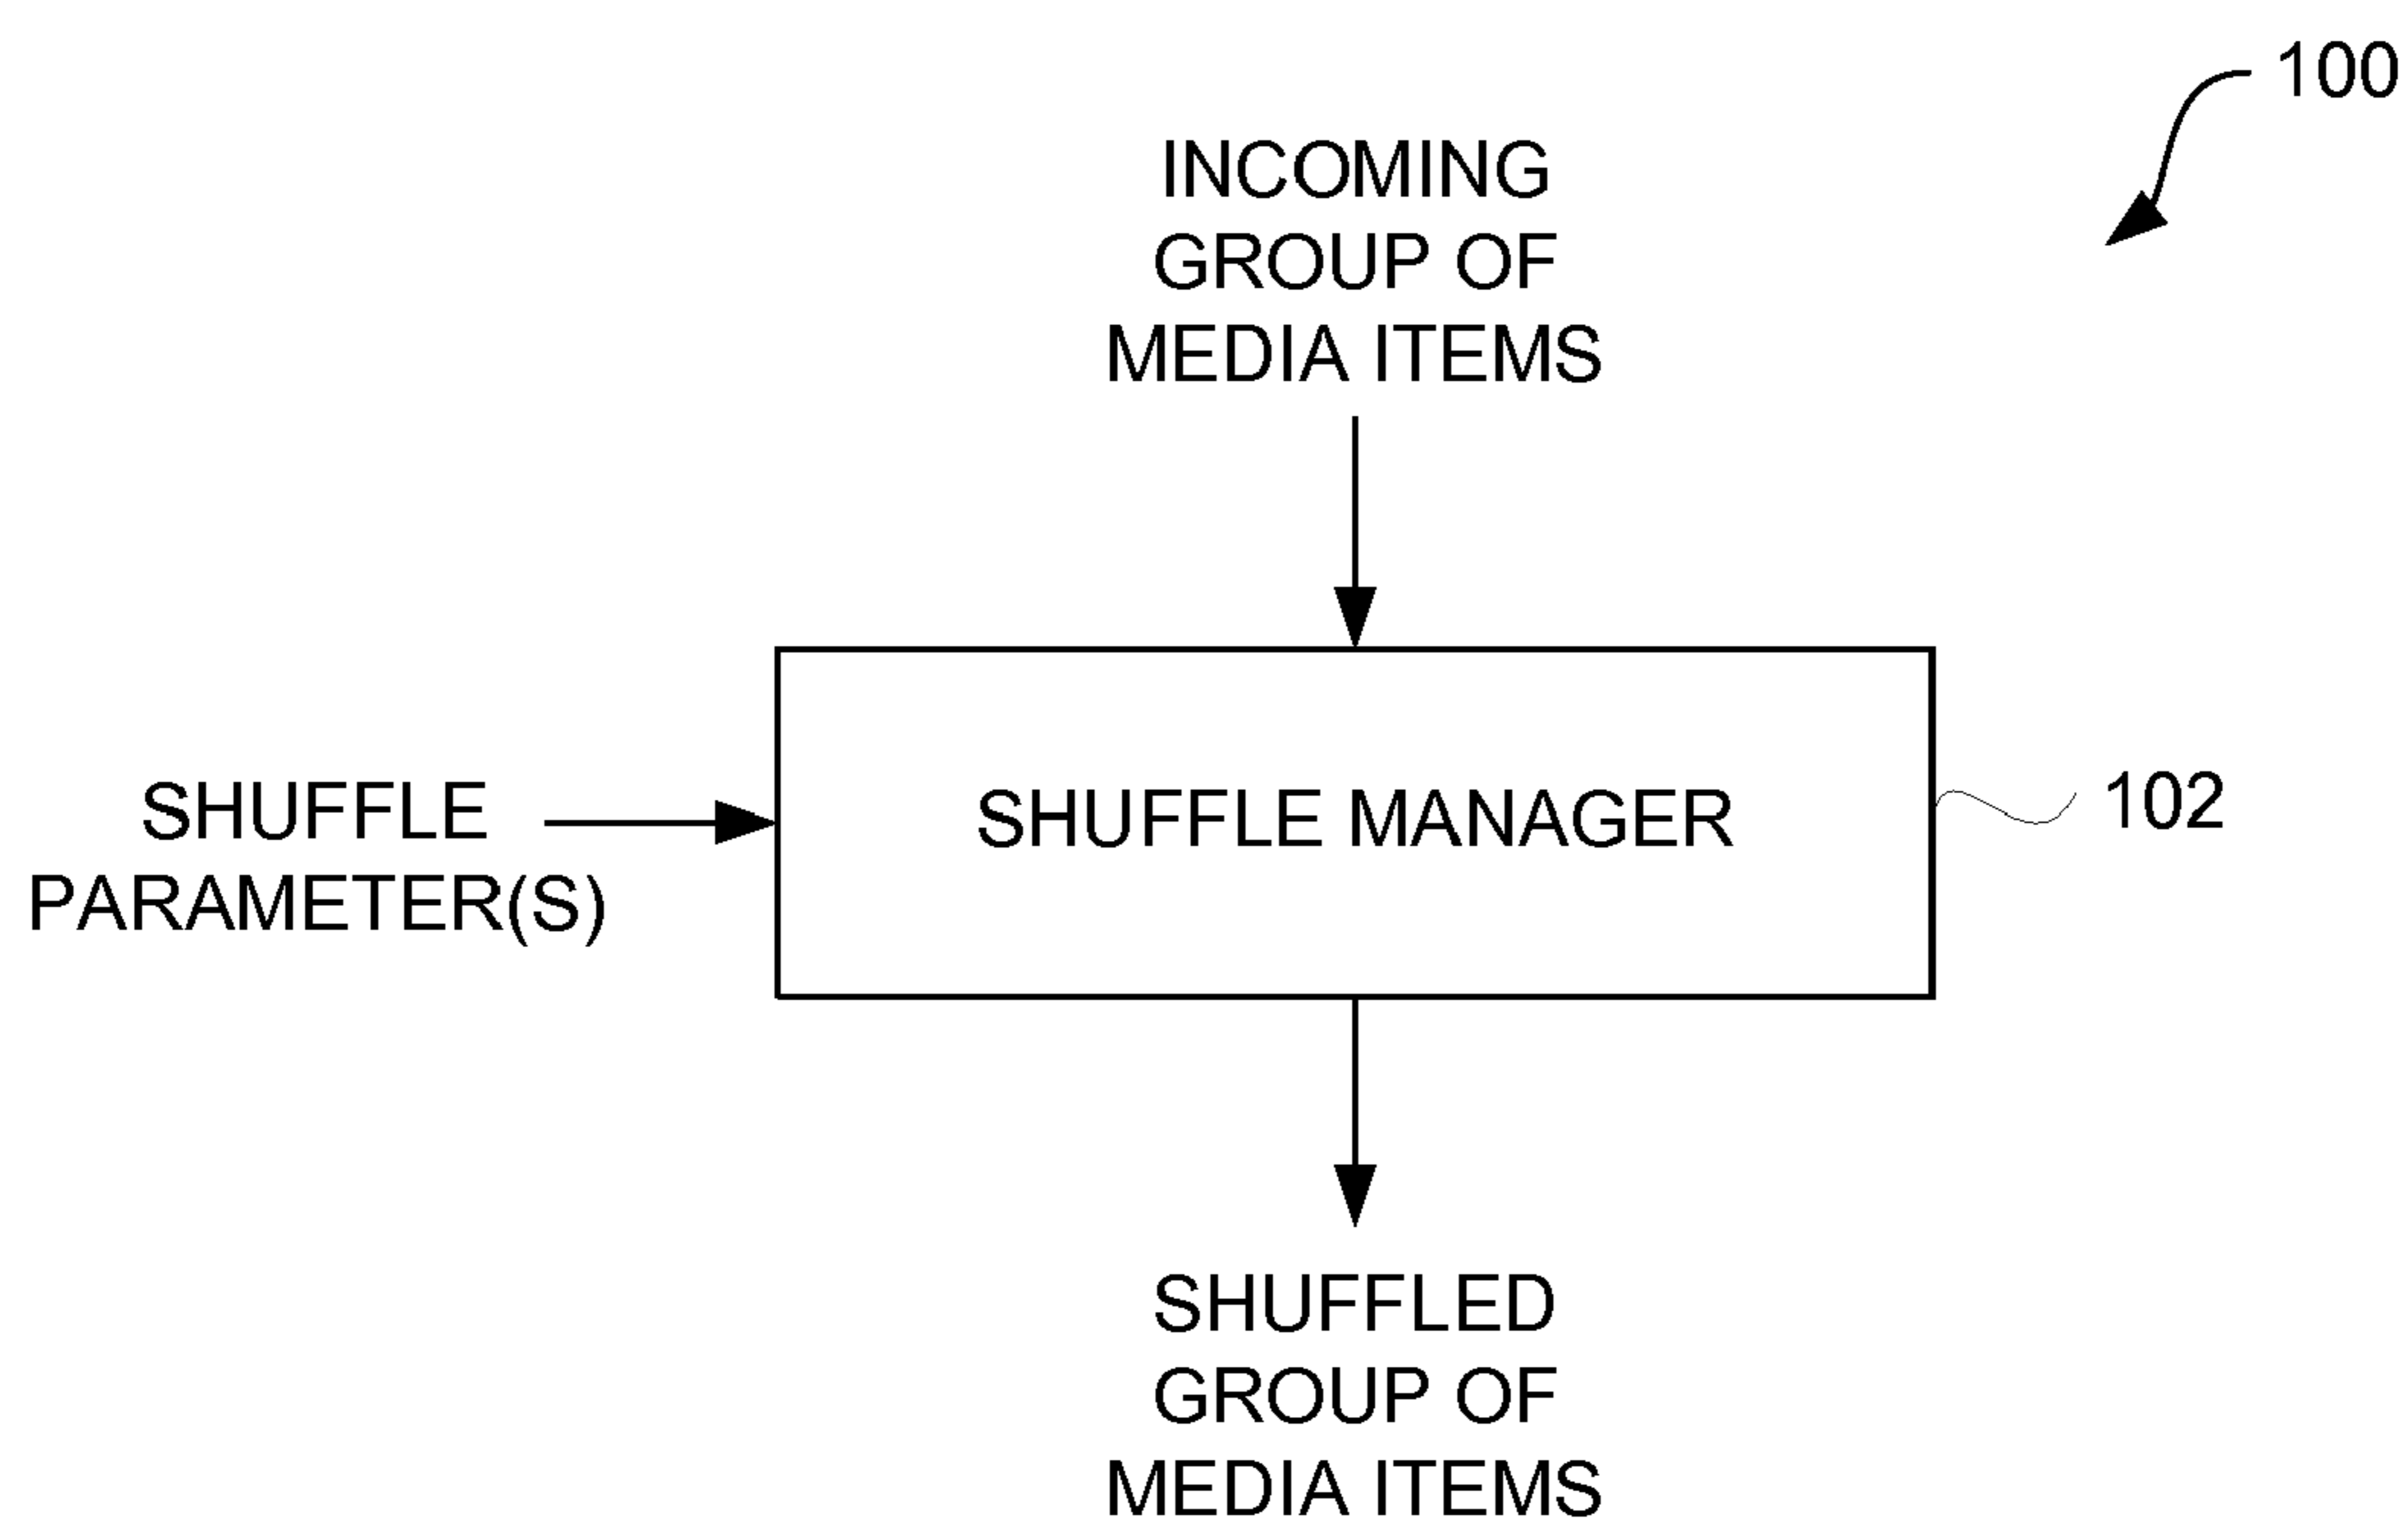 100
INCOMING
GROUP OF
MEDIA ITEMS
SHUFFLE
PARAMETER(S)
SHUFFLE MANAGER
102
SHUFFLED
GROUP OF
MEDIA ITEMS